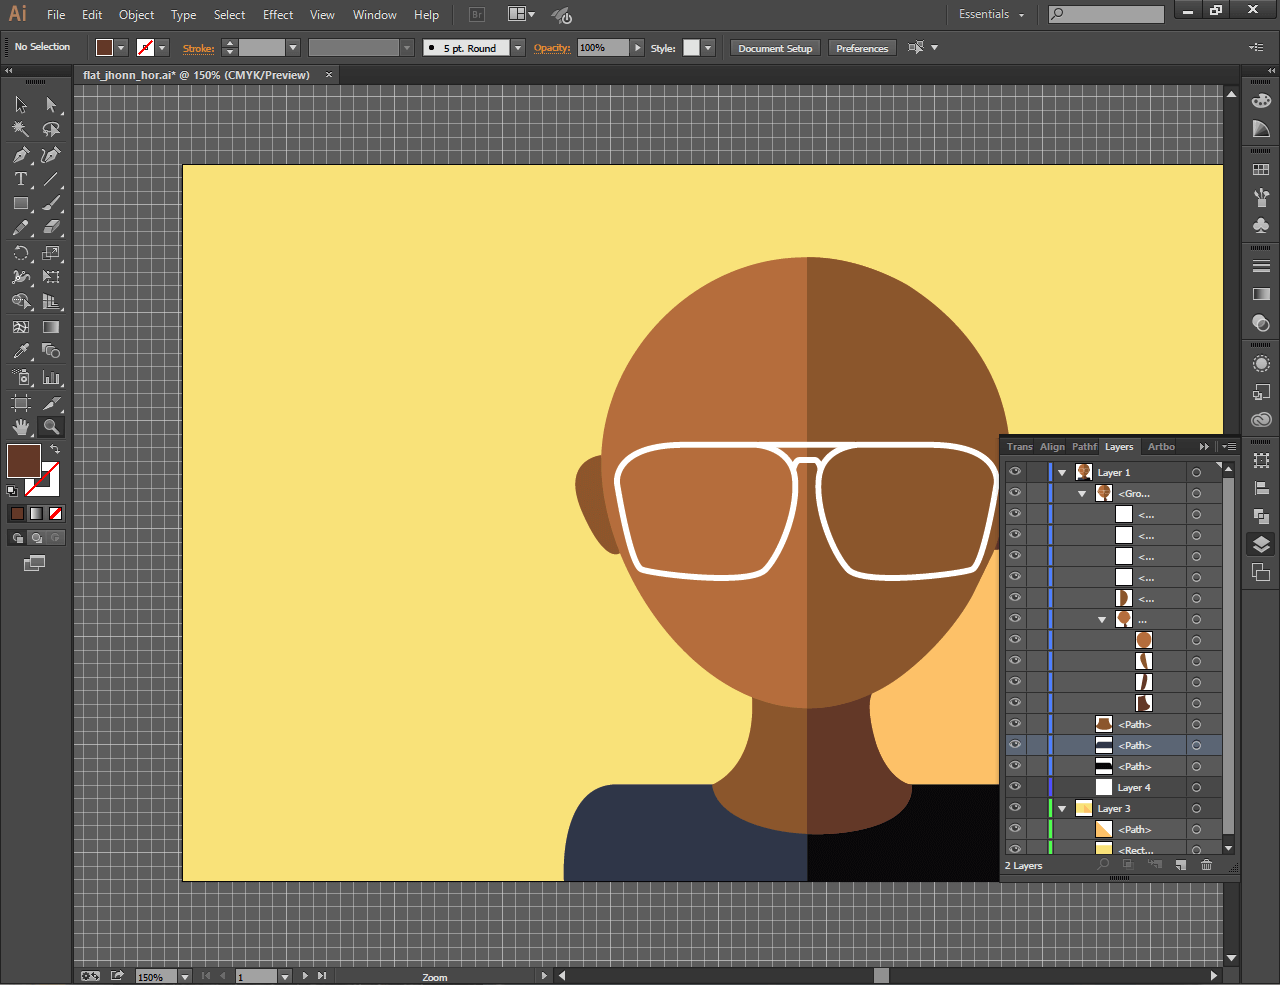 Ai File Edit Object Type Select Effect View Window Help Br Essentials
No Selection Stroke: 5 pt. Round Opacity: 100% Style: Document Setup Preferences
flat_jhonn_hor.ai* @ 150% (CMYK/Preview) ×
T
Trans Align Pathf Layers Artbo
Layer 1
<Gro...
<...
<...
<...
<...
<...
...
<Path>
<Path>
<Path>
Layer 4
Layer 3
<Path>
<Rect...
2 Layers
150% 1 Zoom